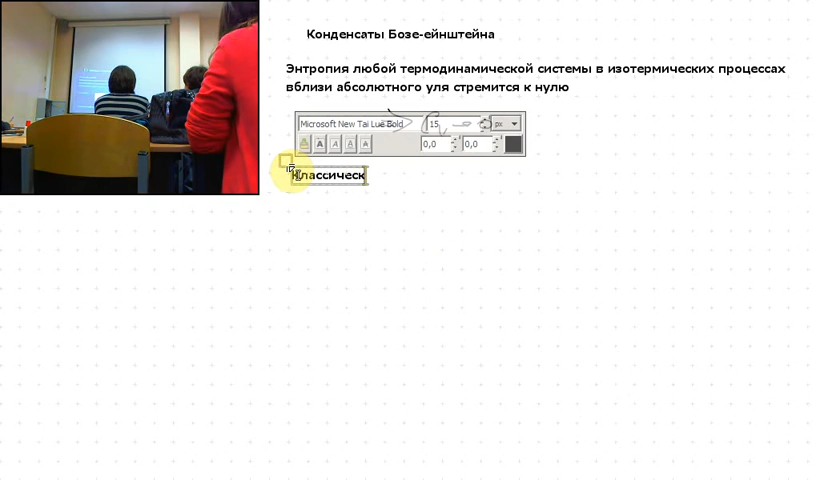 Конденсаты Бозе-ейнштейна
Энтропия любой термодинамической системы в изотермических процессах
вблизи абсолютного уля стремится к нулю
Microsoft New Tai Lue Bold
15
px
A A A A
0,0
0,0
Классическ